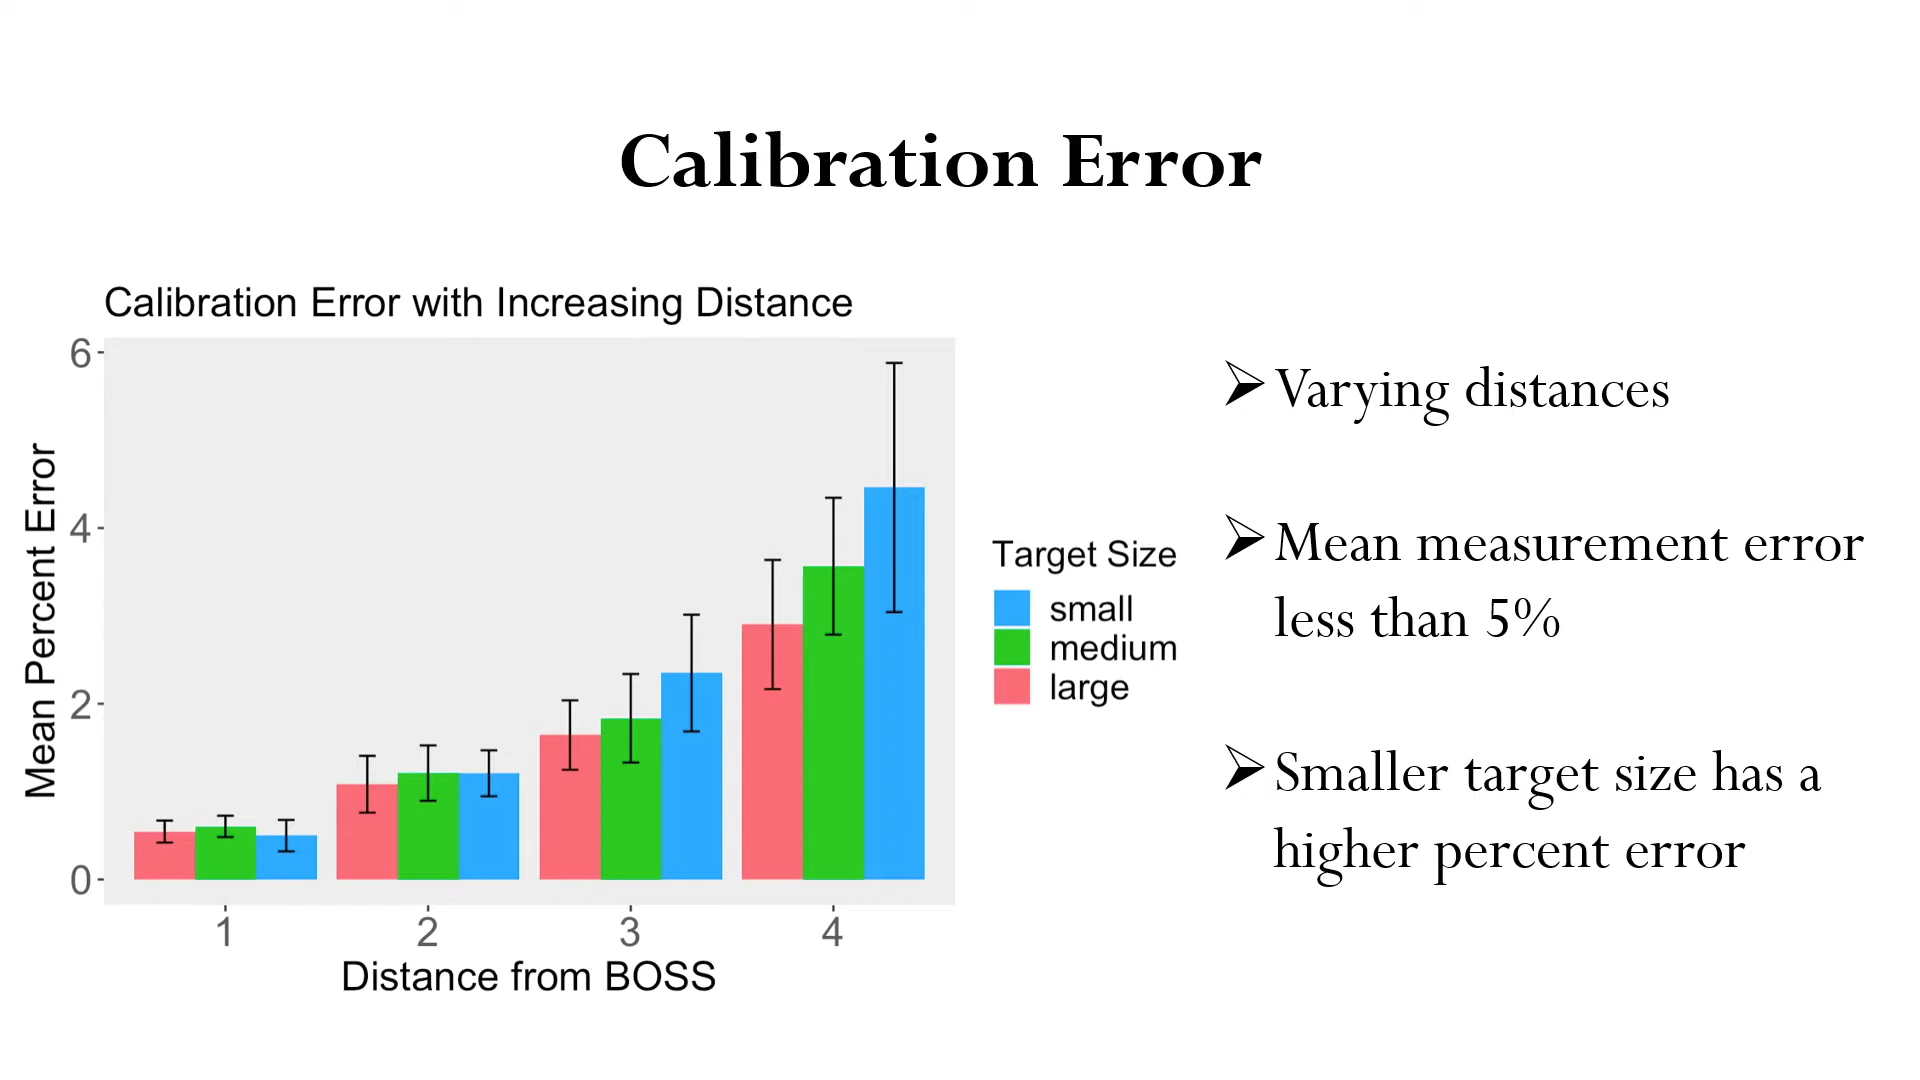 Calibration Error
Calibration Error with Increasing Distance
6
4
2
0
Mean Percent Error
1 2 3 4
Distance from BOSS
Target Size
small
medium
large
Varying distances
Mean measurement error
less than 5%
Smaller target size has a
higher percent error